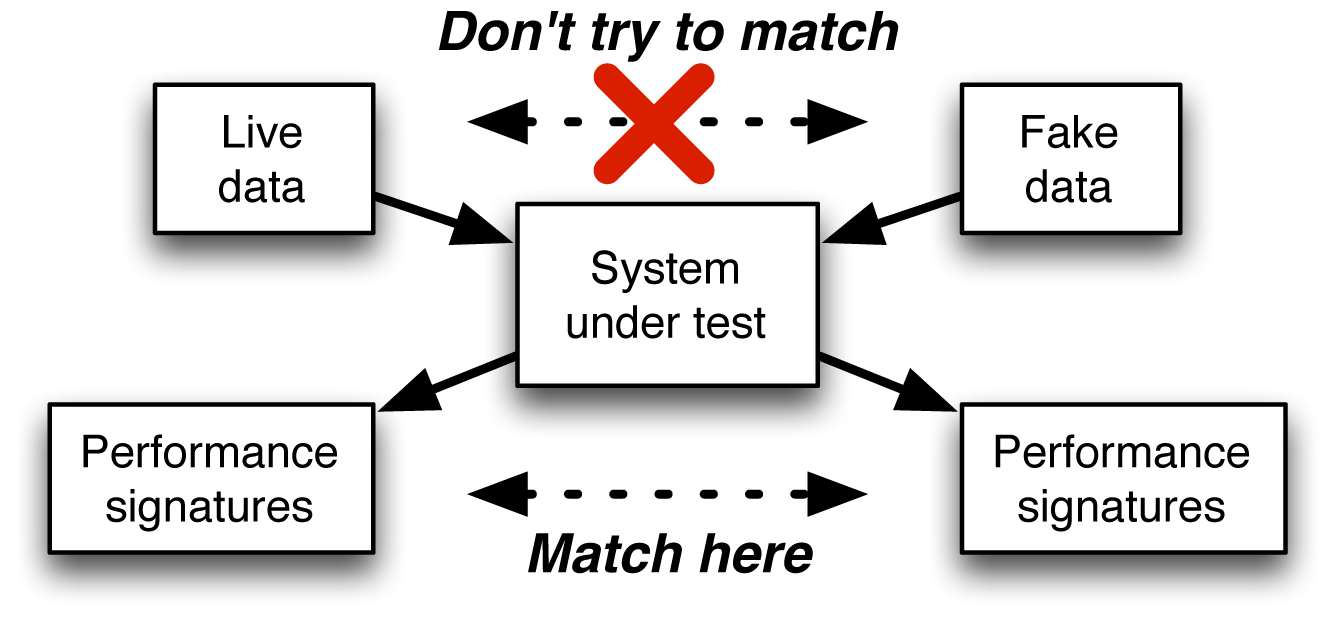 Don't try to match
Live
data
Fake
data
System
under test
Performance
signatures
Performance
signatures
Match here